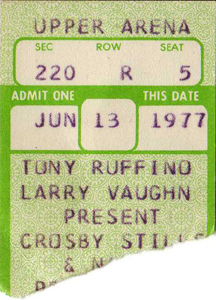 UPPER ARENA
SEC ROW SEAT
220 R 5
ADMIT ONE THIS DATE
JUN 13 1977
TONY RUFFINO
LARRY VAUGHN
PRESENT
CROSBY STILLS
&